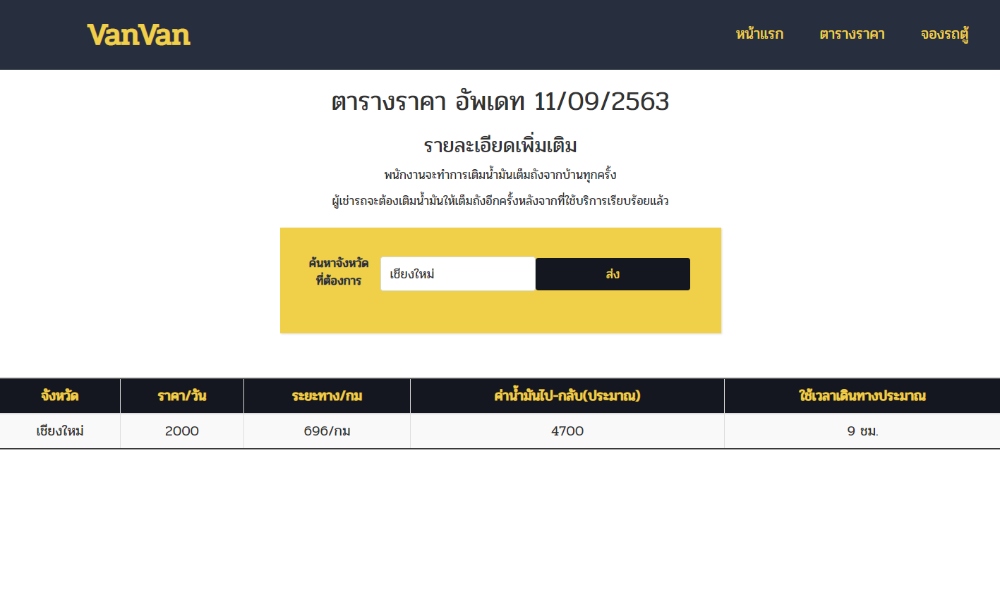 VanVan
หน้าแรก ตารางราคา จองรถตู้
ตารางราคา อัพเดท 11/09/2563
รายละเอียดเพิ่มเติม
พนักงานจะทำการเติมน้ำมันเต็มถังจากบ้านทุกครั้ง
ผู้เช่ารถจะต้องเติมน้ำมันให้เต็มถังอีกครั้งหลังจากที่ใช้บริการเรียบร้อยแล้ว
ค้นหาจังหวัด
ที่ต้องการ
เชียงใหม่ ส่ง
จังหวัด ราคา/วัน ระยะทาง/กม ค่าน้ำมันไป-กลับ(ประมาณ) ใช้เวลาเดินทางประมาณ
เชียงใหม่ 2000 696/กม 4700 9 ชม.